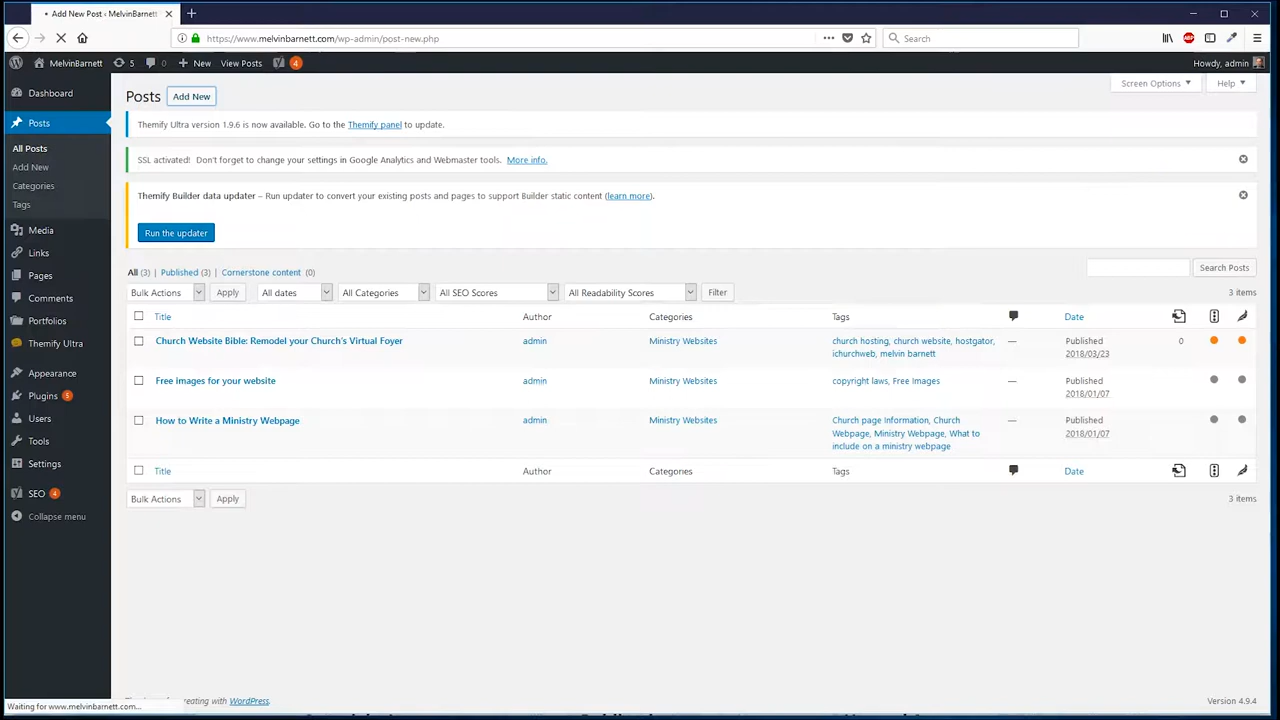 Add New Post ‹ MelvinBarnett
https://www.melvinbarnett.com/wp-admin/post-new.php
Search
ABP
MelvinBarnett 5 0 New View Posts 4
Howdy, admin
Dashboard
Posts
All Posts
Add New
Categories
Tags
Media
Links
Pages
Comments
Portfolios
Themify Ultra
Appearance
Plugins 3
Users
Tools
Settings
SEO 4
Collapse menu
Screen Options Help
Posts Add New
Themify Ultra version 1.9.6 is now available. Go to the Themify panel to update.
SSL activated! Don't forget to change your settings in Google Analytics and Webmaster tools. More info.
Themify Builder data updater – Run updater to convert your existing posts and pages to support Builder static content (learn more).
Run the updater
All (3) | Published (3) | Cornerstone content (0)
Search Posts
Bulk Actions Apply All dates All Categories All SEO Scores All Readability Scores Filter
3 items
Title Author Categories Tags Date
Church Website Bible: Remodel your Church's Virtual Foyer admin Ministry Websites church hosting, church website, hostgator, — Published 0
ichurchweb, melvin barnett 2018/03/23
Free images for your website admin Ministry Websites copyright laws, Free Images — Published
2018/01/07
How to Write a Ministry Webpage admin Ministry Websites Church page Information, Church — Published
Webpage, Ministry Webpage, What to 2018/01/07
include on a ministry webpage
Title Author Categories Tags Date
Bulk Actions Apply
3 items
creating with WordPress.
Version 4.9.4
Waiting for www.melvinbarnett.com...